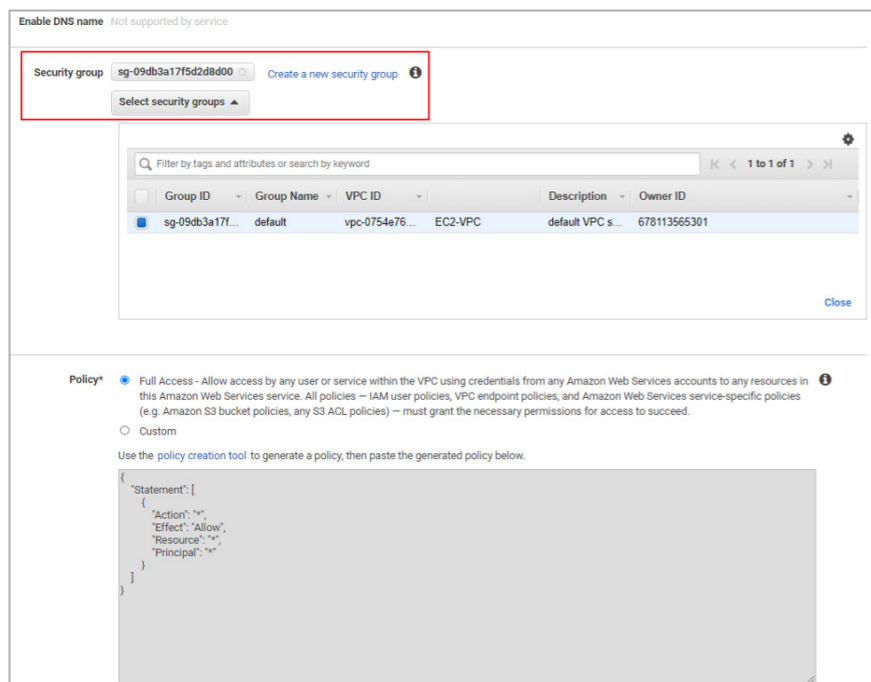 Enable DNS name Not supported by service
Security group sg-09db3a17f5d2d8d00 Create a new security group
Select security groups
Filter by tags and attributes or search by keyword 1 to 1 of 1
Group ID Group Name VPC ID Description Owner ID
sg-09db3a17f... default vpc-0754e76... EC2-VPC default VPC s... 678113565301
Close
Policy* Full Access - Allow access by any user or service within the VPC using credentials from any Amazon Web Services accounts to any resources in
this Amazon Web Services service. All policies — IAM user policies, VPC endpoint policies, and Amazon Web Services service-specific policies
(e.g. Amazon S3 bucket policies, any S3 ACL policies) — must grant the necessary permissions for access to succeed.
Custom
Use the policy creation tool to generate a policy, then paste the generated policy below.
{
"Statement": [
{
"Action": "*",
"Effect": "Allow",
"Resource": "*",
"Principal": "*"
}
]
}